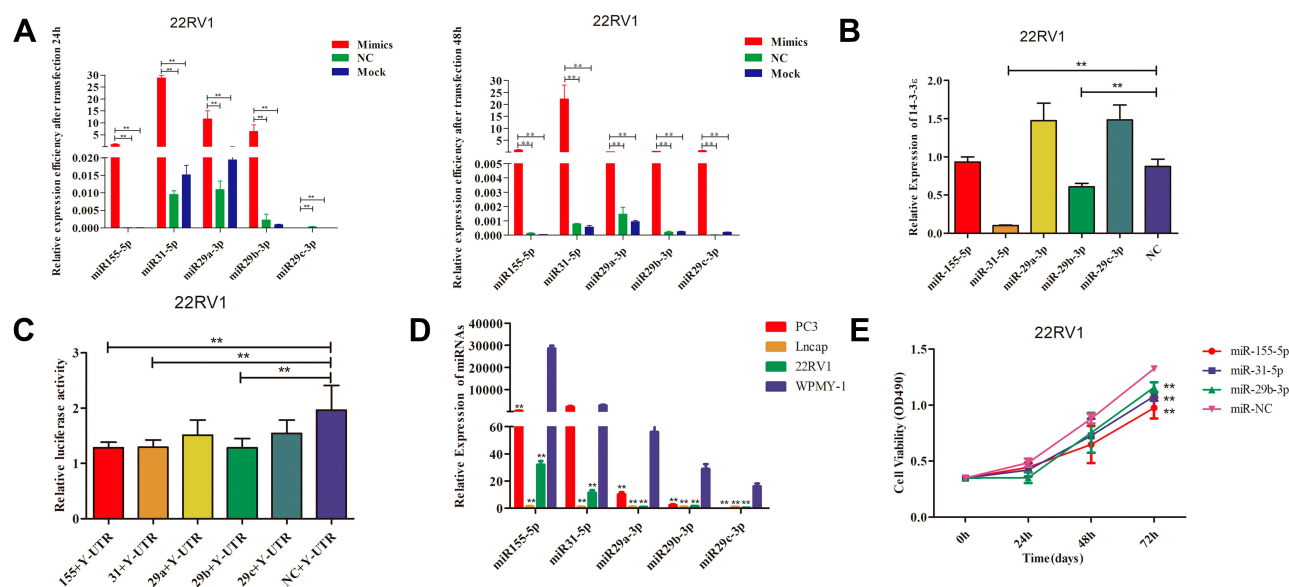 A
22RV1
Relative expression efficiency after transfection 24h
Mimics
NC
Mock
30
25
20
15
10
5
0.020
0.015
0.010
0.005
0.000
** ** ** ** ** ** ** ** ** **
miR155-5p miR31-5p miR29a-3p miR29b-3p miR29c-3p
22RV1
Relative expression efficiency after transfection 48h
Mimics
NC
Mock
30
25
20
15
10
5
0.005
0.004
0.003
0.002
0.001
0.000
** ** ** ** ** ** ** ** ** **
miR155-5p miR31-5p miR29a-3p miR29b-3p miR29c-3p
B
22RV1
Relative Expression of 14-3-3ε
2.0
1.5
1.0
0.5
0.0
**
**
miR-155-5p miR-31-5p miR-29a-3p miR-29b-3p miR-29c-3p NC
C
22RV1
Relative luciferase activity
3
2
1
0
**
**
**
155+Y-UTR 31+Y-UTR 29a+Y-UTR 29b+Y-UTR 29c+Y-UTR NC+Y-UTR
D
Relative Expression of miRNAs
PC3
Lncap
22RV1
WPMY-1
40000
30000
20000
10000
60
40
20
0
** ** ** ** ** ** ** ** ** ** ** ** ** **
miR155-5p miR31-5p miR29a-3p miR29b-3p miR29c-3p
E
22RV1
Cell Viability (OD490)
1.5
1.0
0.5
0.0
miR-155-5p
miR-31-5p
miR-29b-3p
miR-NC
**
**
**
0h 24h 48h 72h
Time(days)